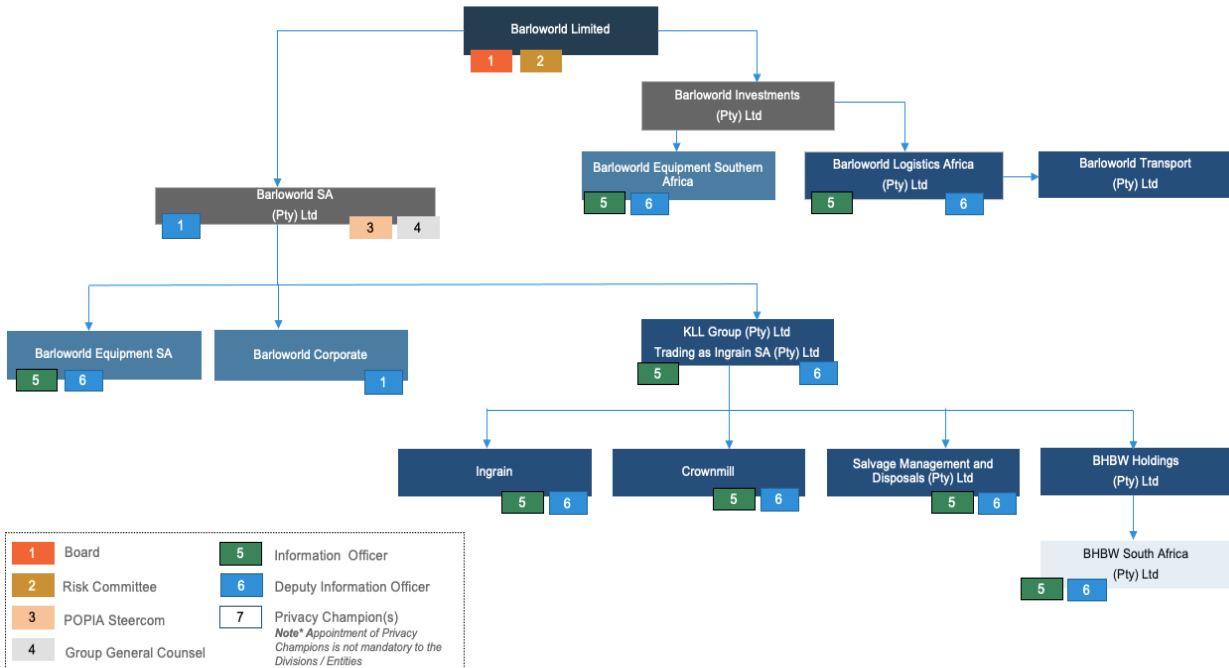 Barloworld Limited
1
2
Barloworld Investments
(Pty) Ltd
Barloworld Equipment Southern
Africa
5
6
Barloworld Logistics Africa
(Pty) Ltd
5
6
Barloworld Transport
(Pty) Ltd
Barloworld SA
(Pty) Ltd
1
3
4
Barloworld Equipment SA
5
6
Barloworld Corporate
1
KLL Group (Pty) Ltd
Trading as Ingrain SA (Pty) Ltd
5
6
Ingrain
5
6
Crownmill
5
6
Salvage Management and
Disposals (Pty) Ltd
5
6
BHBW Holdings
(Pty) Ltd
BHBW South Africa
(Pty) Ltd
5
6
1
Board
2
Risk Committee
3
POPIA Steercom
4
Group General Counsel
5
Information Officer
6
Deputy Information Officer
7
Privacy Champion(s)
Note* Appointment of Privacy
Champions is not mandatory to the
Divisions / Entities